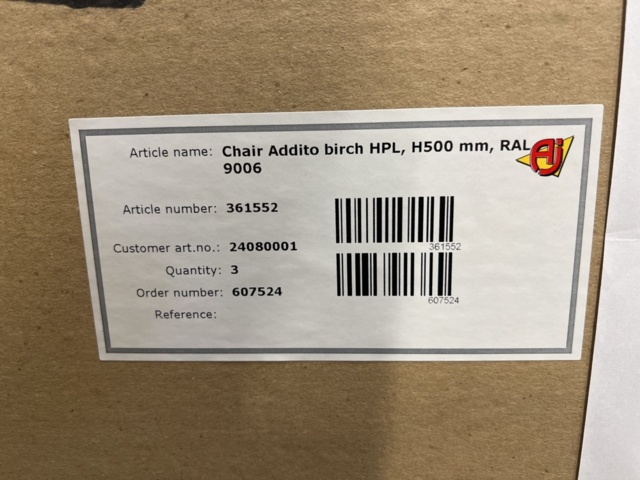 Article name: Chair Addito birch HPL, H500 mm, RAL
9006
AJ
Article number: 361552
361552
Customer art.no.: 24080001
Quantity: 3
Order number: 607524
607524
Reference: